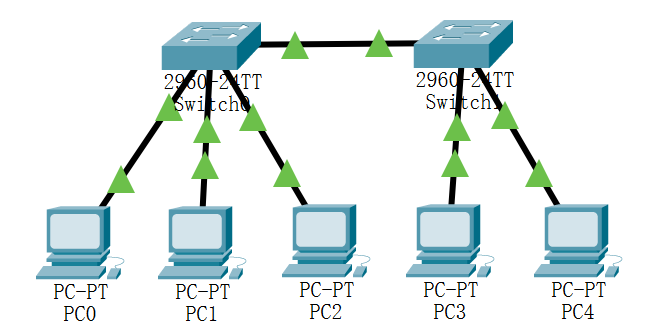 2960-24TT
Switch0
2960-24TT
Switch1
PC-PT
PC0
PC-PT
PC1
PC-PT
PC2
PC-PT
PC3
PC-PT
PC4